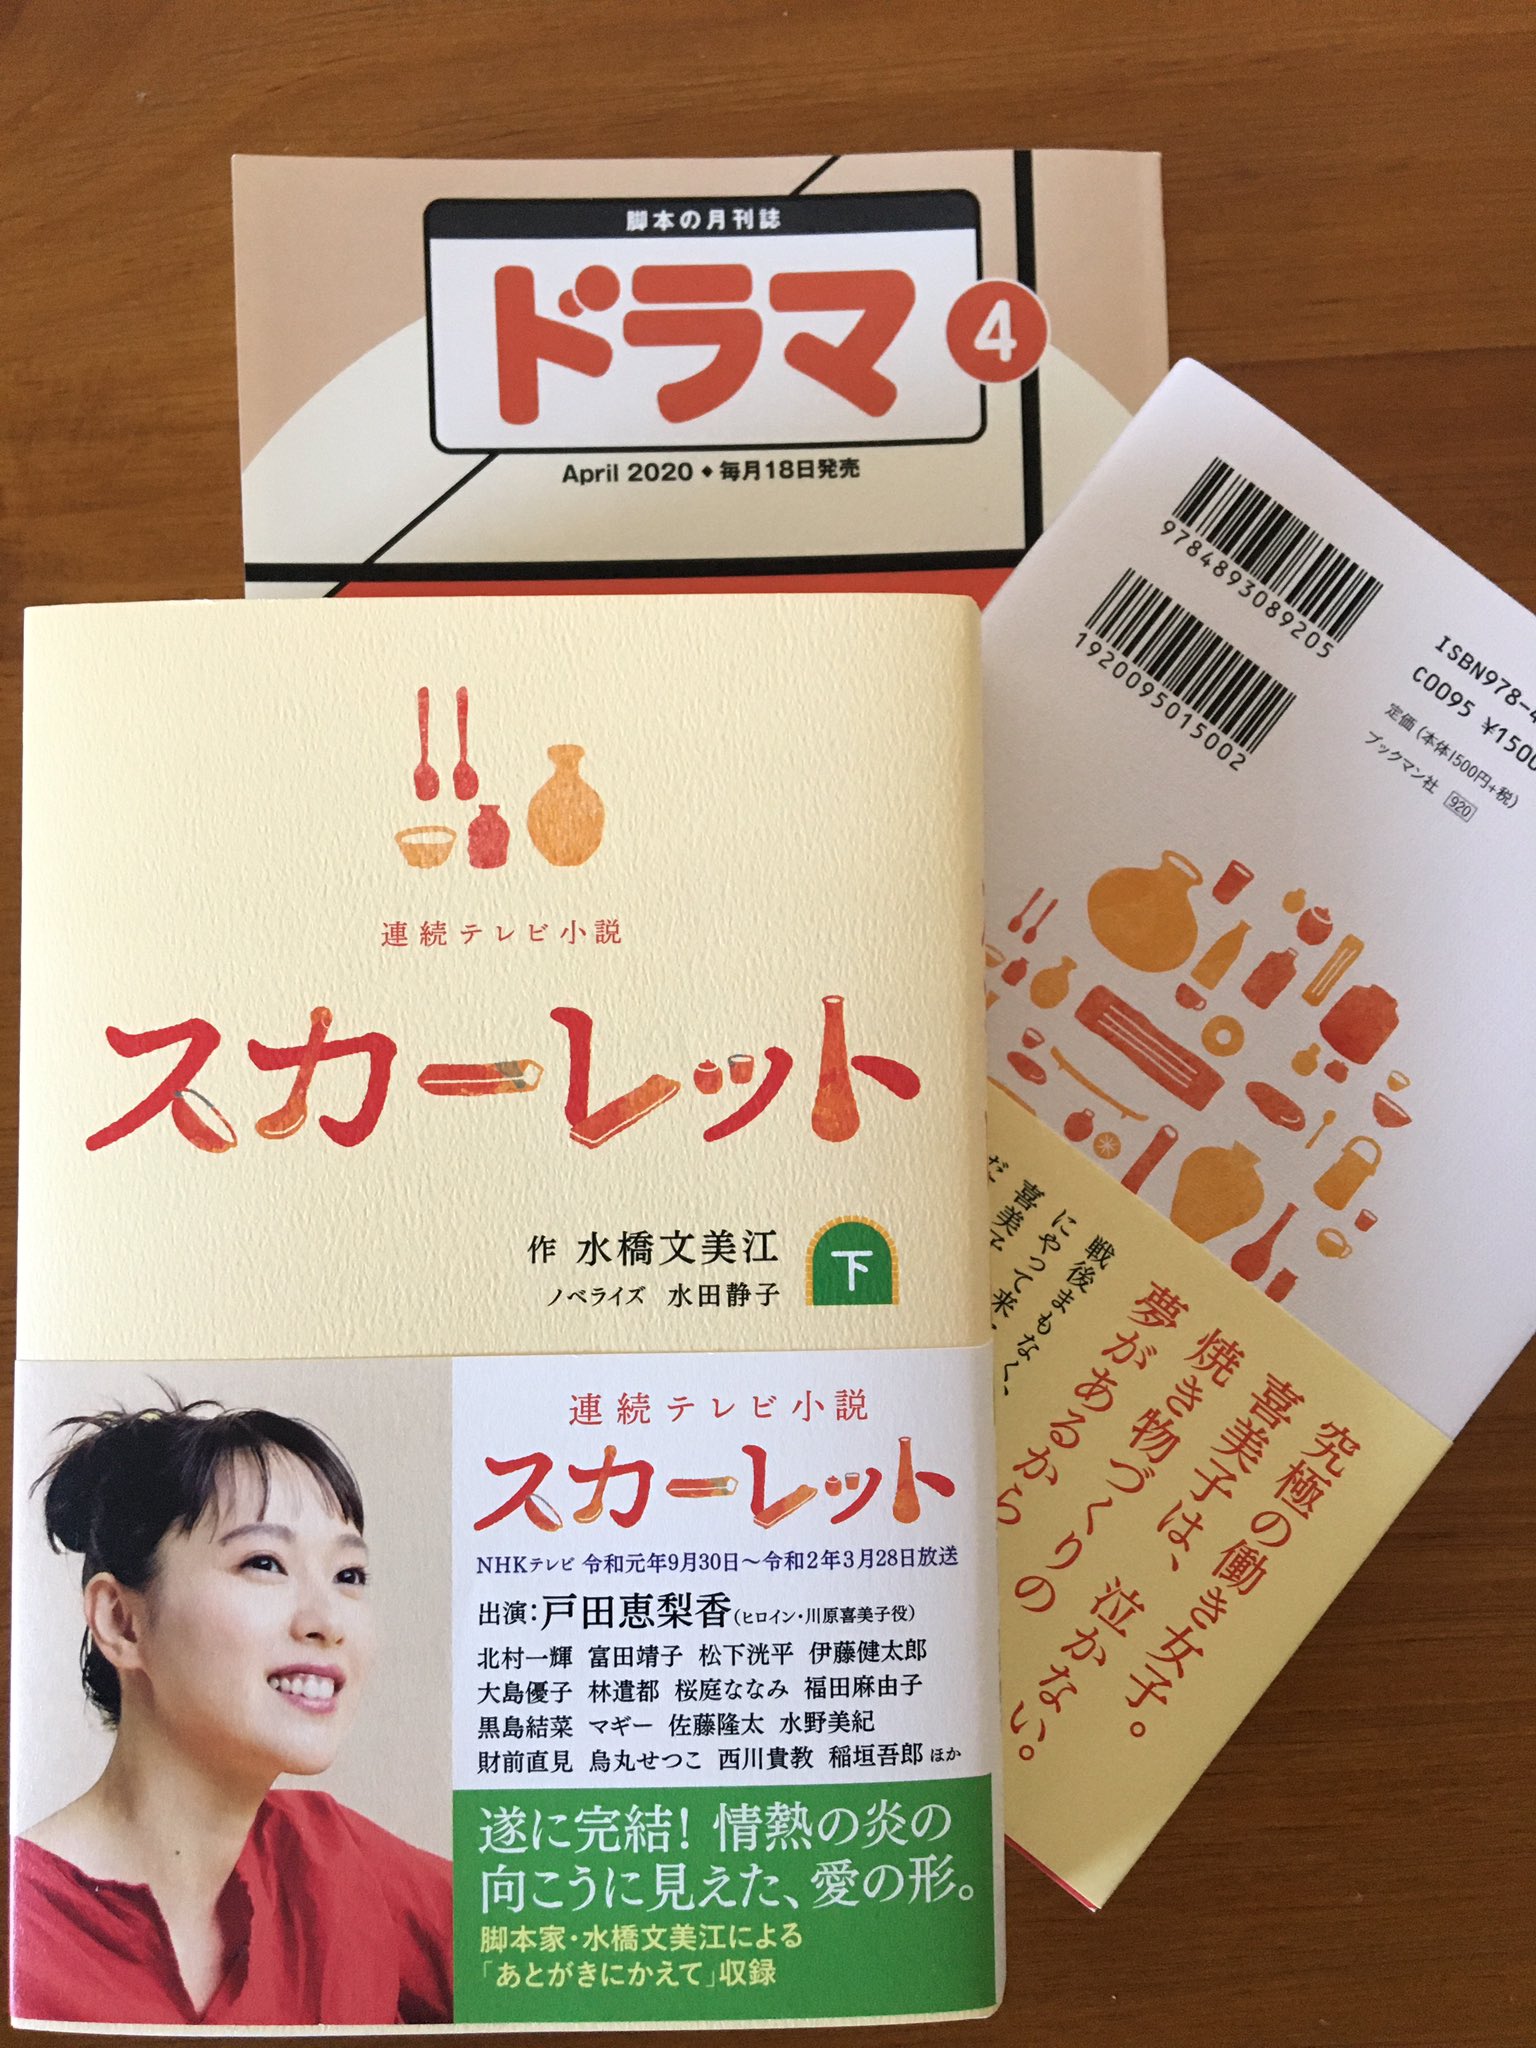 脚本の月刊誌
ドラマ
4
April 2020◆毎月18日発売
9784893089205
1920095015002
ISBN978-4
C0095 ¥1500
定価(本体1500円+税)
ブックマン社 920
連続テレビ小説
スカーレット
作 水橋文美江
ノベライズ 水田静子
下
連続テレビ小説
スカーレット
NHKテレビ 令和元年9月30日〜令和2年3月28日放送
出演:戸田恵梨香(ヒロイン・川原喜美子役)
北村一輝 富田靖子 松下洸平 伊藤健太郎
大島優子 林遣都 桜庭ななみ 福田麻由子
黒島結菜 マギー 佐藤隆太 水野美紀
財前直見 烏丸せつこ 西川貴教 稲垣吾郎 ほか
遂に完結! 情熱の炎の
向こうに見えた、愛の形。
脚本家・水橋文美江による
「あとがきにかえて」収録
究極の働き女子。
喜美子は、泣かない。
焼き物づくりの
夢があるから
戦後まもなく、
にやって来
喜美子